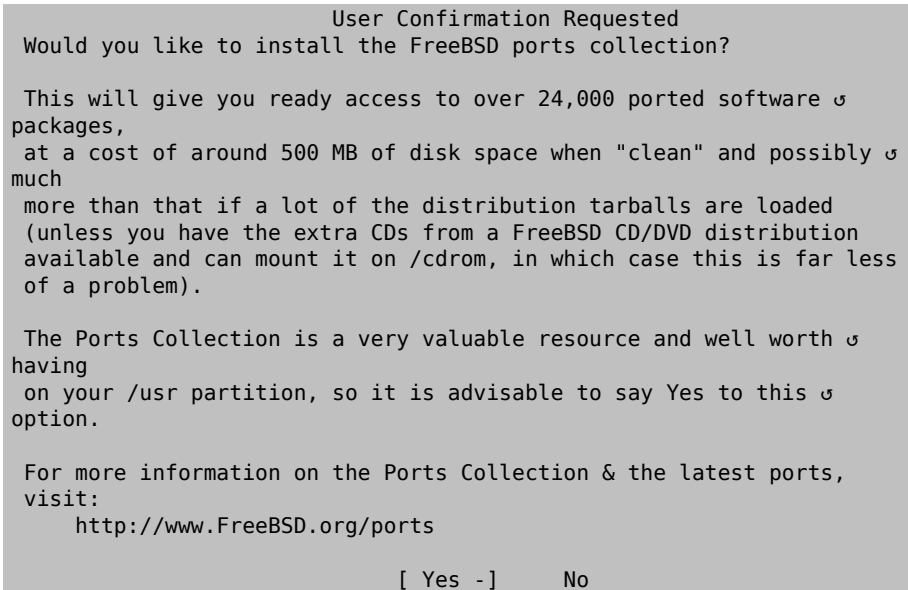 User Confirmation Requested
Would you like to install the FreeBSD ports collection?
This will give you ready access to over 24,000 ported software ↺
packages,
at a cost of around 500 MB of disk space when "clean" and possibly ↺
much
more than that if a lot of the distribution tarballs are loaded
(unless you have the extra CDs from a FreeBSD CD/DVD distribution
available and can mount it on /cdrom, in which case this is far less
of a problem).
The Ports Collection is a very valuable resource and well worth ↺
having
on your /usr partition, so it is advisable to say Yes to this ↺
option.
For more information on the Ports Collection & the latest ports,
visit:
http://www.FreeBSD.org/ports
[ Yes -] No